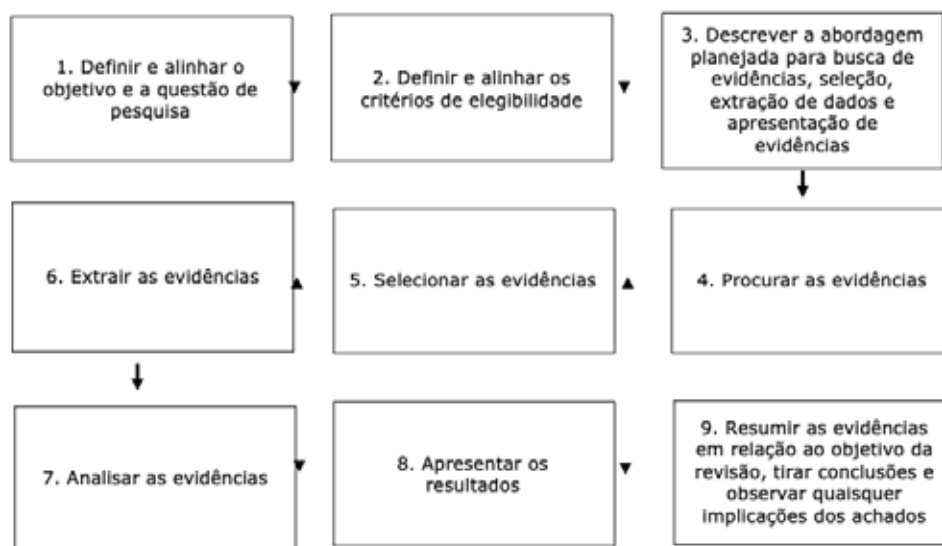 1. Definir e alinhar o
objetivo e a questão de
pesquisa
2. Definir e alinhar os
critérios de elegibilidade
3. Descrever a abordagem
planejada para busca de
evidências, seleção,
extração de dados e
apresentação de
evidências
6. Extrair as evidências
5. Selecionar as evidências
4. Procurar as evidências
7. Analisar as evidências
8. Apresentar os
resultados
9. Resumir as evidências
em relação ao objetivo da
revisão, tirar conclusões e
observar quaisquer
implicações dos achados